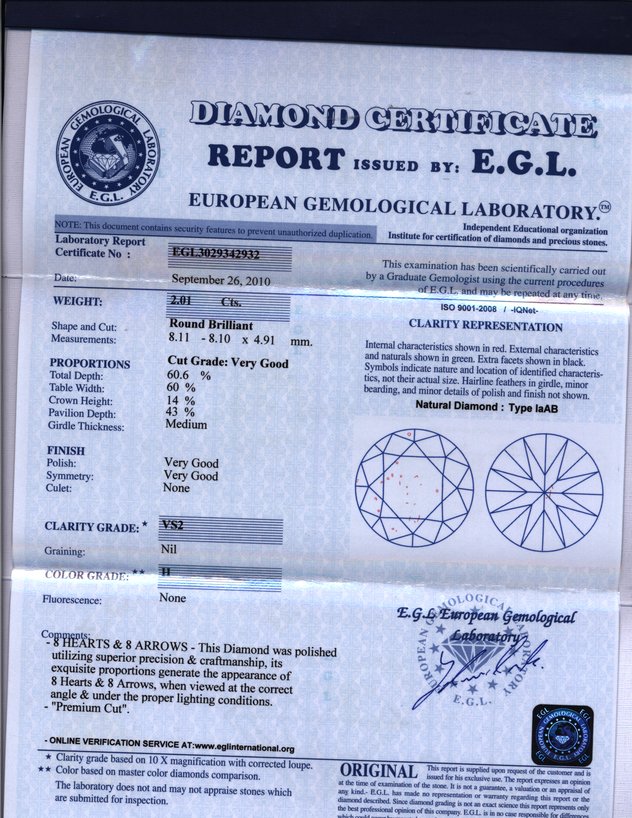 EUROPEAN GEMOLOGICAL LABORATORY
E.G.L.
DIAMOND CERTIFICATE
REPORT ISSUED BY: E.G.L.
EUROPEAN GEMOLOGICAL LABORATORY.™
NOTE: This document contains security features to prevent unauthorized duplication.
Independent Educational organization
Institute for certification of diamonds and precious stones.
Laboratory Report
Certificate No : EGL3029342932
Date: September 26, 2010
This examination has been scientifically carried out
by a Graduate Gemologist using the current procedures
of E.G.L. and may be repeated at any time.
WEIGHT: 2.01 Cts.
Shape and Cut: Round Brilliant
Measurements: 8.11 - 8.10 x 4.91 mm.
PROPORTIONS Cut Grade: Very Good
Total Depth: 60.6 %
Table Width: 60 %
Crown Height: 14 %
Pavilion Depth: 43 %
Girdle Thickness: Medium
FINISH
Polish: Very Good
Symmetry: Very Good
Culet: None
CLARITY GRADE: * VS2
Graining: Nil
COLOR GRADE: ** H
Fluorescence: None
ISO 9001-2008 / -IQNet-
CLARITY REPRESENTATION
Internal characteristics shown in red. External characteristics
and naturals shown in green. Extra facets shown in black.
Symbols indicate nature and location of identified characteris-
tics, not their actual size. Hairline feathers in girdle, minor
bearding, and minor details of polish and finish not shown.
Natural Diamond : Type IaAB
Comments:
- 8 HEARTS & 8 ARROWS - This Diamond was polished
utilizing superior precision & craftmanship, its
exquisite proportions generate the appearance of
8 Hearts & 8 Arrows, when viewed at the correct
angle & under the proper lighting conditions.
- "Premium Cut".
E.G.L European Gemological
Laboratory
EUROPEAN GEMOLOGICAL LABORATORY
E.G.L.
EGL
EGL
E.G.L.
EGL
EGL
- ONLINE VERIFICATION SERVICE AT:www.eglinternational.org
* Clarity grade based on 10 X magnification with corrected loupe.
** Color based on master color diamonds comparison.
The laboratory does not and may not appraise stones which
are submitted for inspection.
ORIGINAL This report is supplied upon request of the customer and is
issued for his exclusive use. The report expresses an opinion
at the time of examination of the stone. It is not a guarantee, a valuation or an appraisal of
any kind.- E.G.L. has made no representation or warranty regarding this report or the
diamond described. Since diamond grading is not an exact science this report represents only
the best professional opinion of this company. E.G.L. is in no case responsible for differences